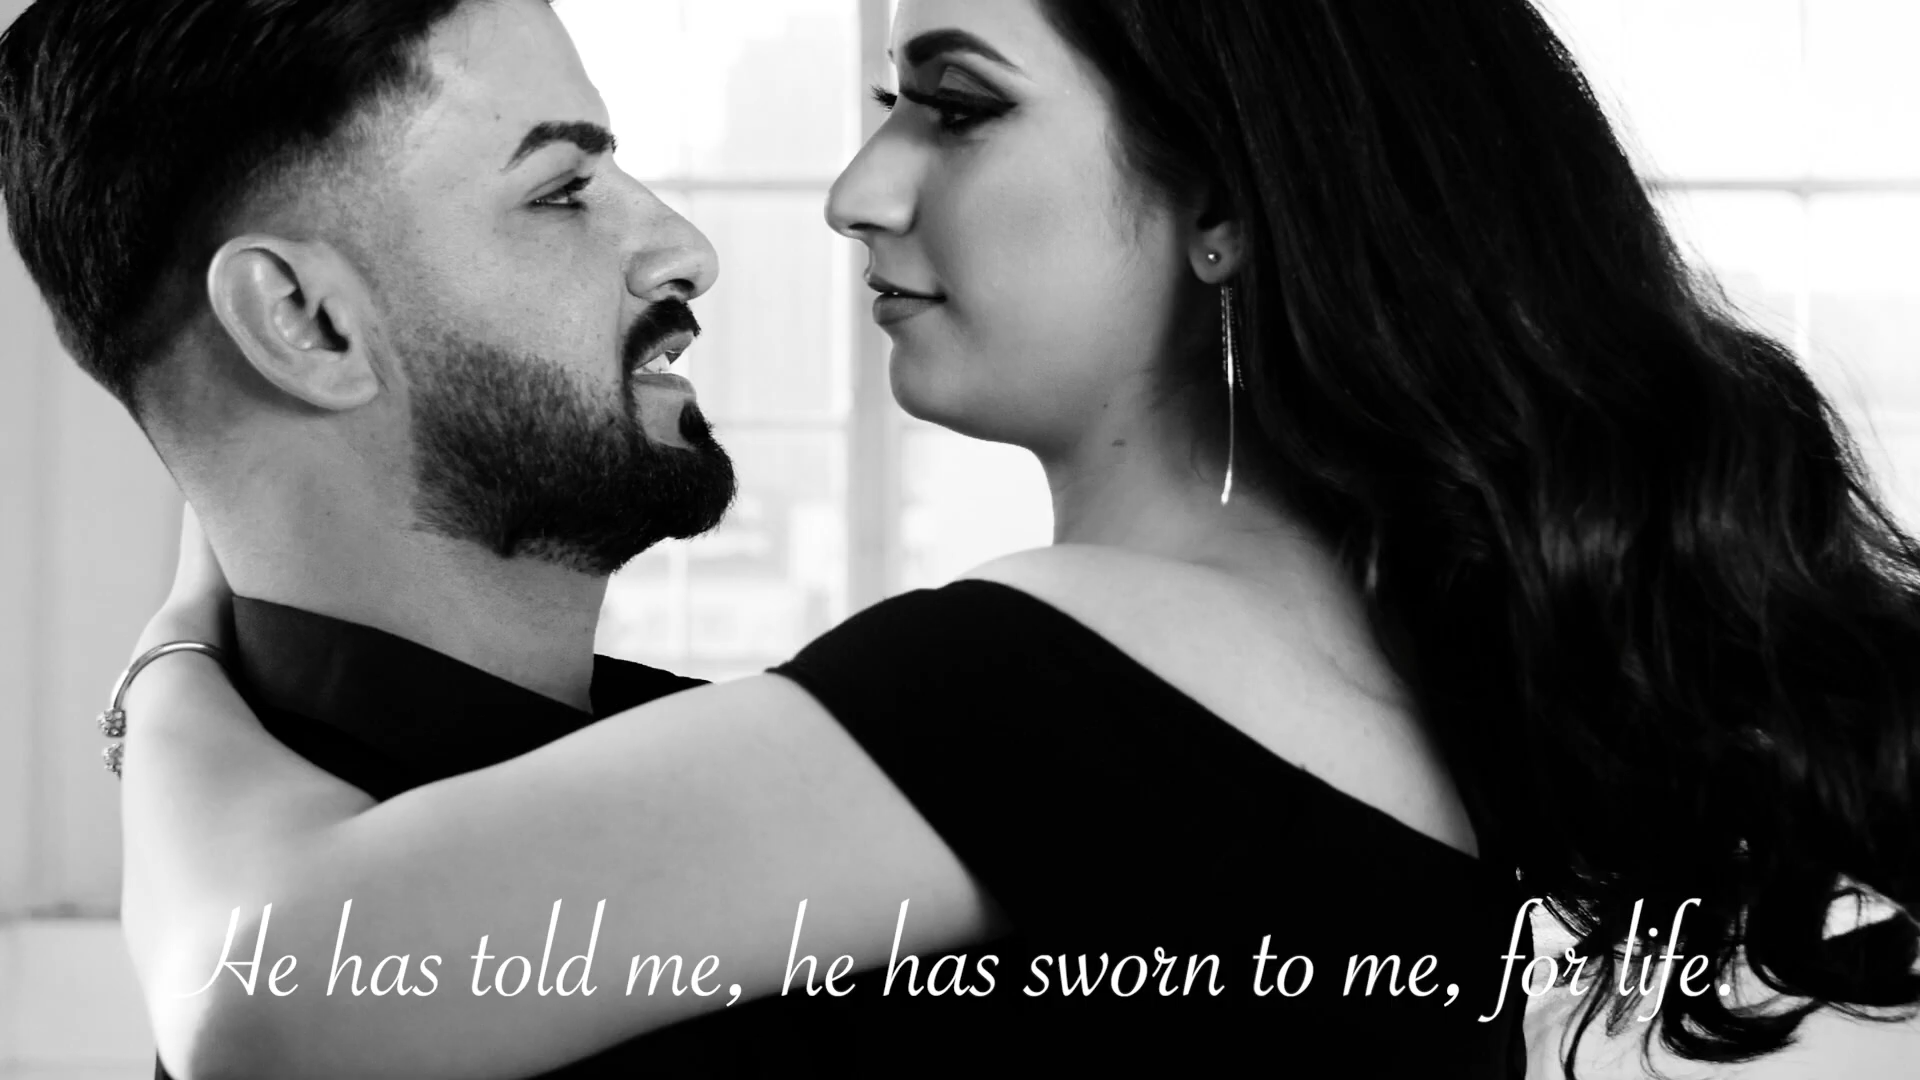 He has told me, he has sworn to me, for life.